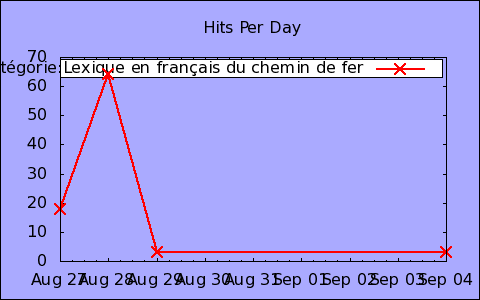 Hits Per Day
70
tégorie:Lexique en français du chemin de fer
60
50
40
30
20
10
0
Aug 27 Aug 28 Aug 29 Aug 30 Aug 31 Sep 01 Sep 02 Sep 03 Sep 04